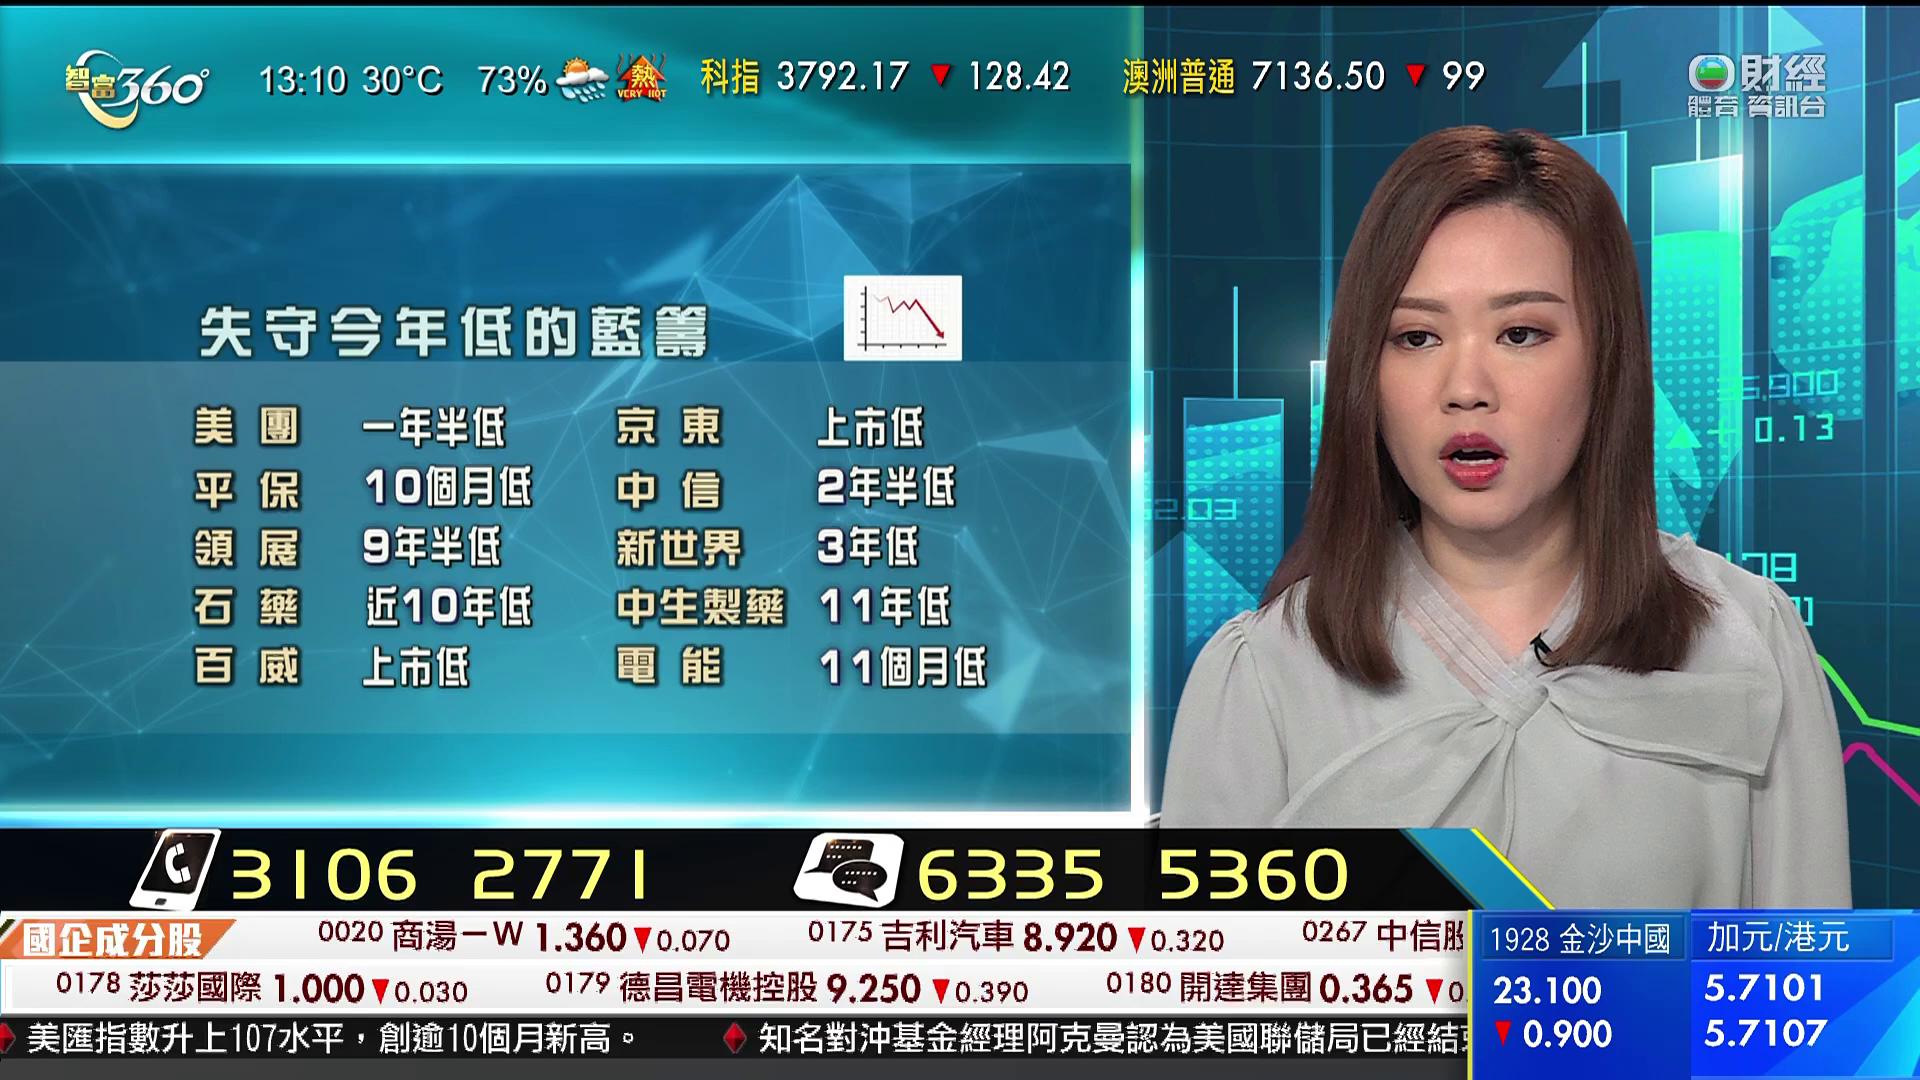 智富360° 13:10 30°C 73% 熱 VERY HOT 科指 3792.17 ▼ 128.42 澳洲普通 7136.50 ▼ 99 財經
體育 資訊台
失守今年低的藍籌
美團 一年半低 京東 上市低
平保 10個月低 中信 2年半低
領展 9年半低 新世界 3年低
石藥 近10年低 中生製藥 11年低
百威 上市低 電能 11個月低
3106 2771 6335 5360
國企成分股 0020 商湯－W 1.360 ▼0.070 0175 吉利汽車 8.920 ▼0.320 0267 中信股
0178 莎莎國際 1.000 ▼0.030 0179 德昌電機控股 9.250 ▼0.390 0180 開達集團 0.365 ▼0.
美匯指數升上107水平，創逾10個月新高。 知名對沖基金經理阿克曼認為美國聯儲局已經結束
1928 金沙中國
23.100
▼ 0.900
加元/港元
5.7101
5.7107
35,300
+ 0.13